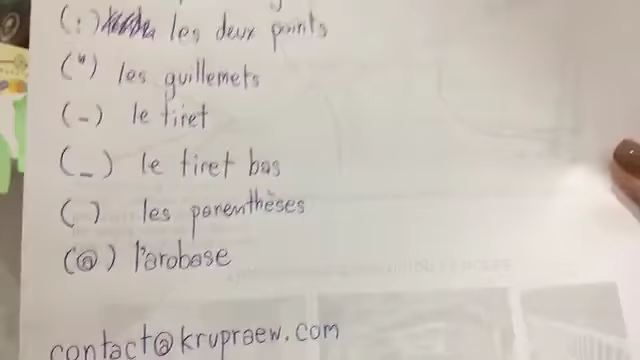 (:) les deux points
(") les guillemets
(-) le tiret
(_) le tiret bas
( ) les parenthèses
(@) l'arobase
contact@krupraew.com